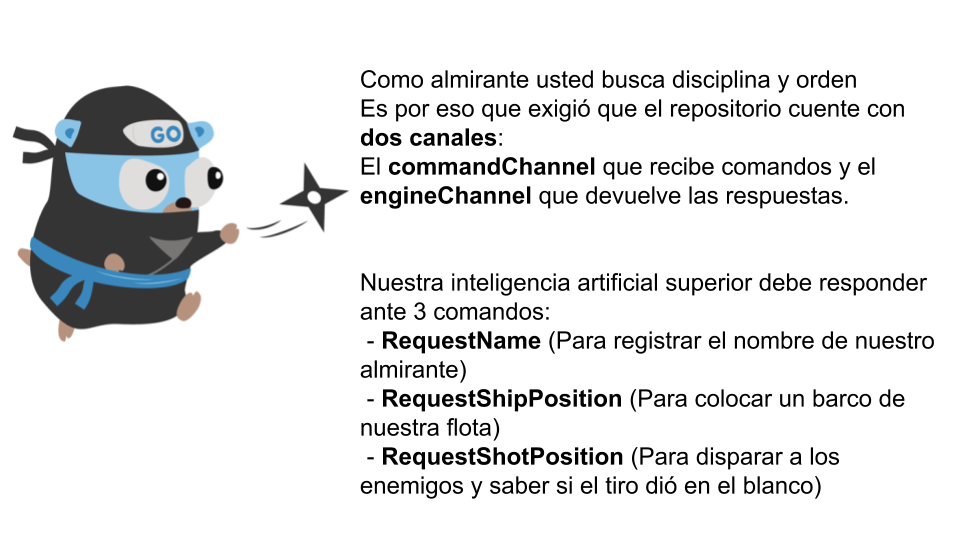 GO
Como almirante usted busca disciplina y orden
Es por eso que exigió que el repositorio cuente con
dos canales:
El commandChannel que recibe comandos y el
engineChannel que devuelve las respuestas.
Nuestra inteligencia artificial superior debe responder
ante 3 comandos:
- RequestName (Para registrar el nombre de nuestro
almirante)
- RequestShipPosition (Para colocar un barco de
nuestra flota)
- RequestShotPosition (Para disparar a los
enemigos y saber si el tiro dió en el blanco)